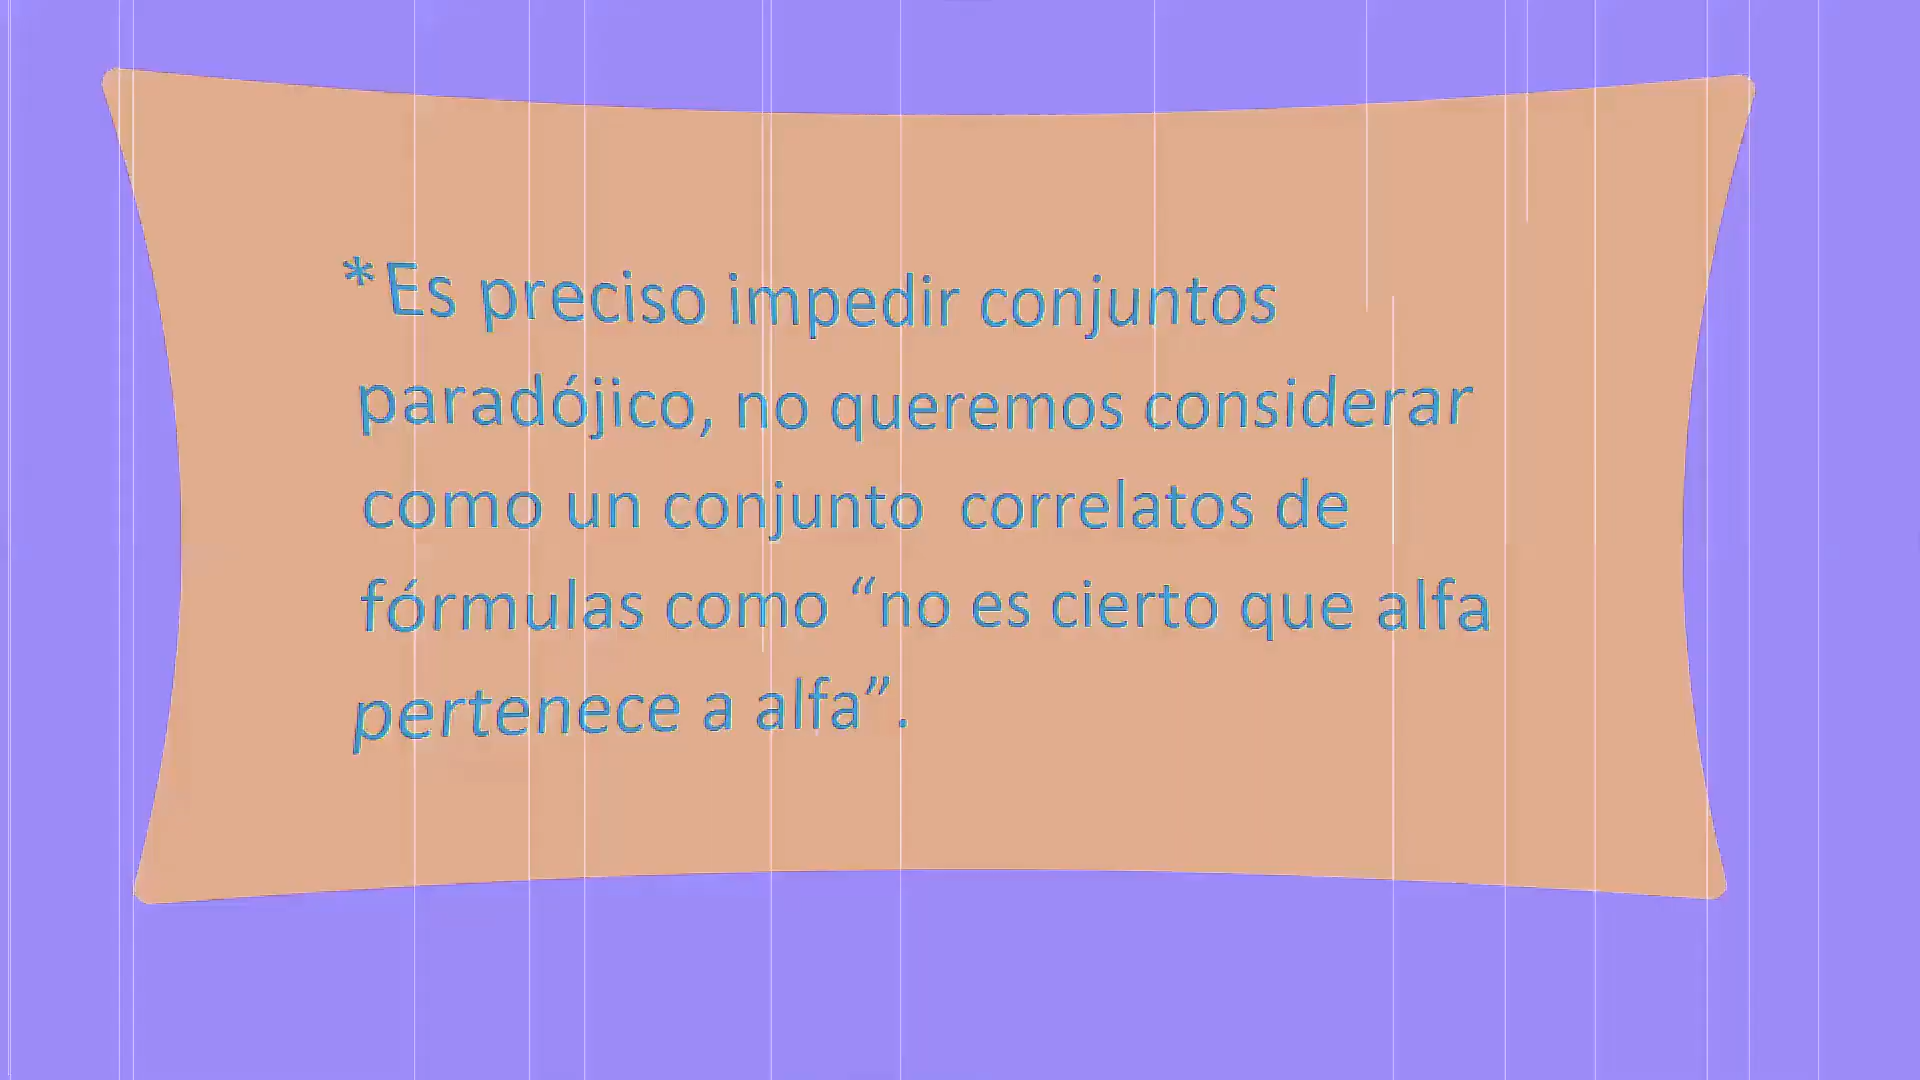 *Es preciso impedir conjuntos
paradójico, no queremos considerar
como un conjunto correlatos de
fórmulas como “no es cierto que alfa
pertenece a alfa”.